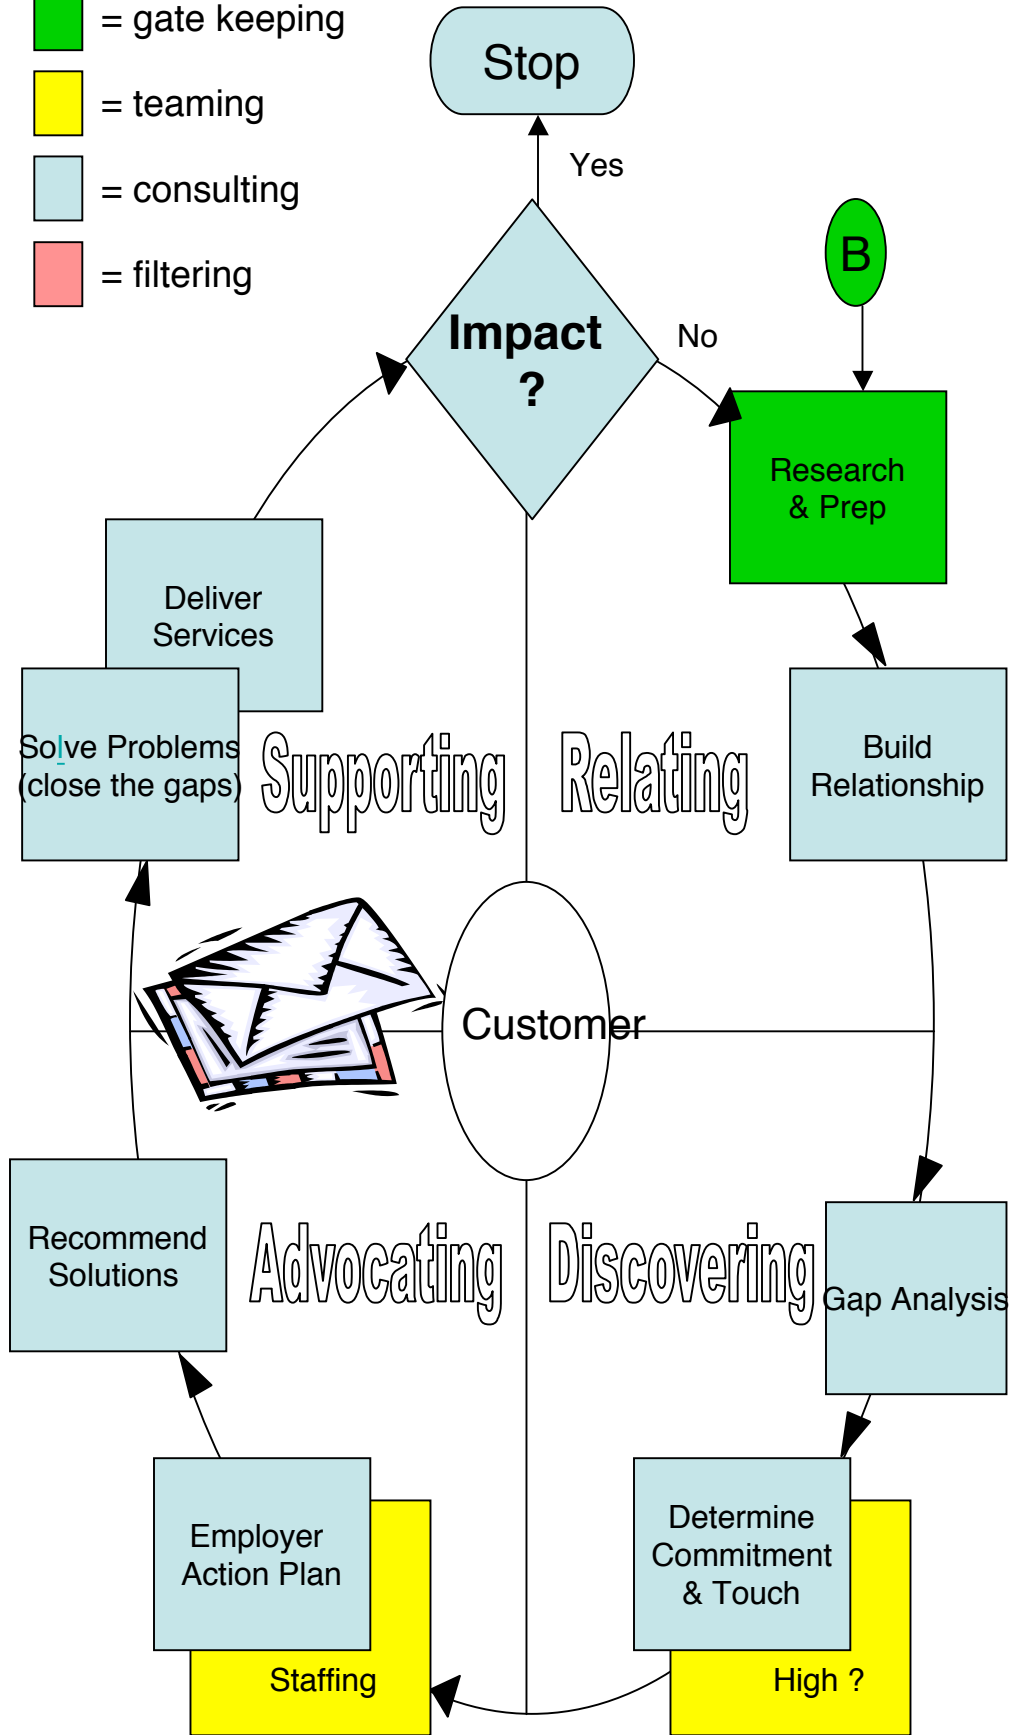 = gate keeping
= teaming
= consulting
= filtering
Stop
Yes
B
Impact
?
No
Research
& Prep
Deliver
Services
Solve Problems
(close the gaps)
Supporting
Relating
Build
Relationship
Customer
Recommend
Solutions
Advocating
Discovering
Gap Analysis
Employer
Action Plan
Staffing
Determine
Commitment
& Touch
High ?